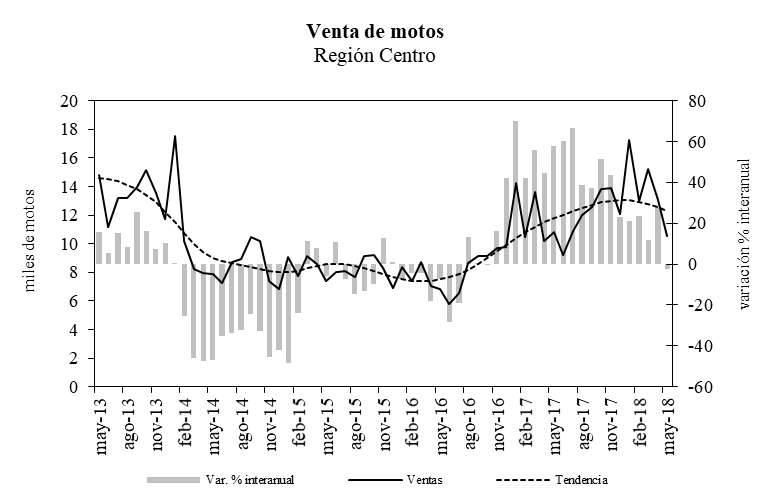 Venta de motos
Región Centro
miles de motos
20
18
16
14
12
10
8
6
4
2
0
variación % interanual
80
60
40
20
0
-20
-40
-60
may-13
ago-13
nov-13
feb-14
may-14
ago-14
nov-14
feb-15
may-15
ago-15
nov-15
feb-16
may-16
ago-16
nov-16
feb-17
may-17
ago-17
nov-17
feb-18
may-18
Var. % interanual
Ventas
Tendencia